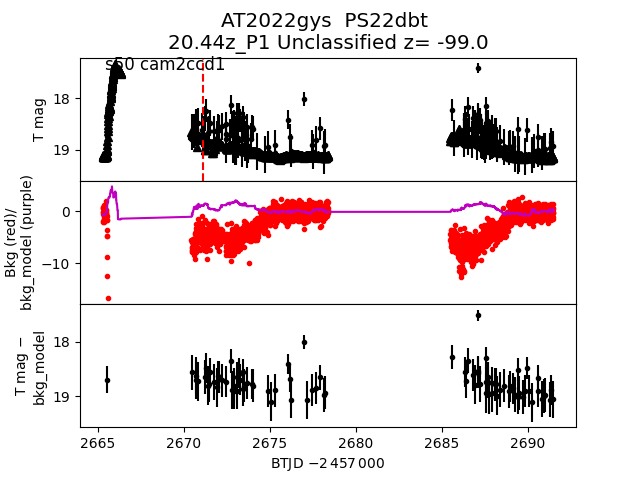 AT2022gys  PS22dbt
20.44z_P1 Unclassified z= -99.0
s50 cam2ccd1
T mag
18
19
Bkg (red)/
bkg_model (purple)
0
−10
T mag −
bkg_model
18
19
2665 2670 2675 2680 2685 2690
BTJD −2 457 000